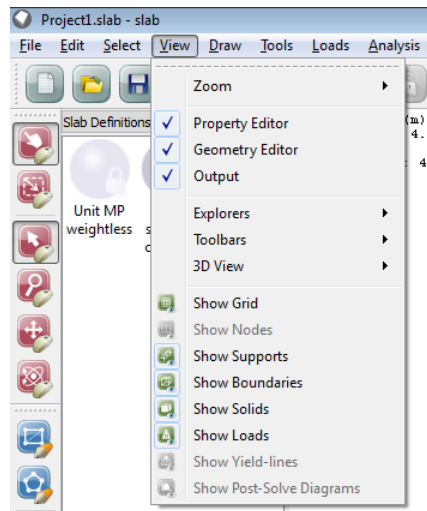 Project1.slab - slab
File Edit Select View Draw Tools Loads Analysis
Slab Definitions
Zoom
(m)
Property Editor
4.
Geometry Editor
4
Output
Unit MP
weightless
Explorers
Toolbars
3D View
Show Grid
Show Nodes
Show Supports
Show Boundaries
Show Solids
Show Loads
Show Yield-lines
Show Post-Solve Diagrams